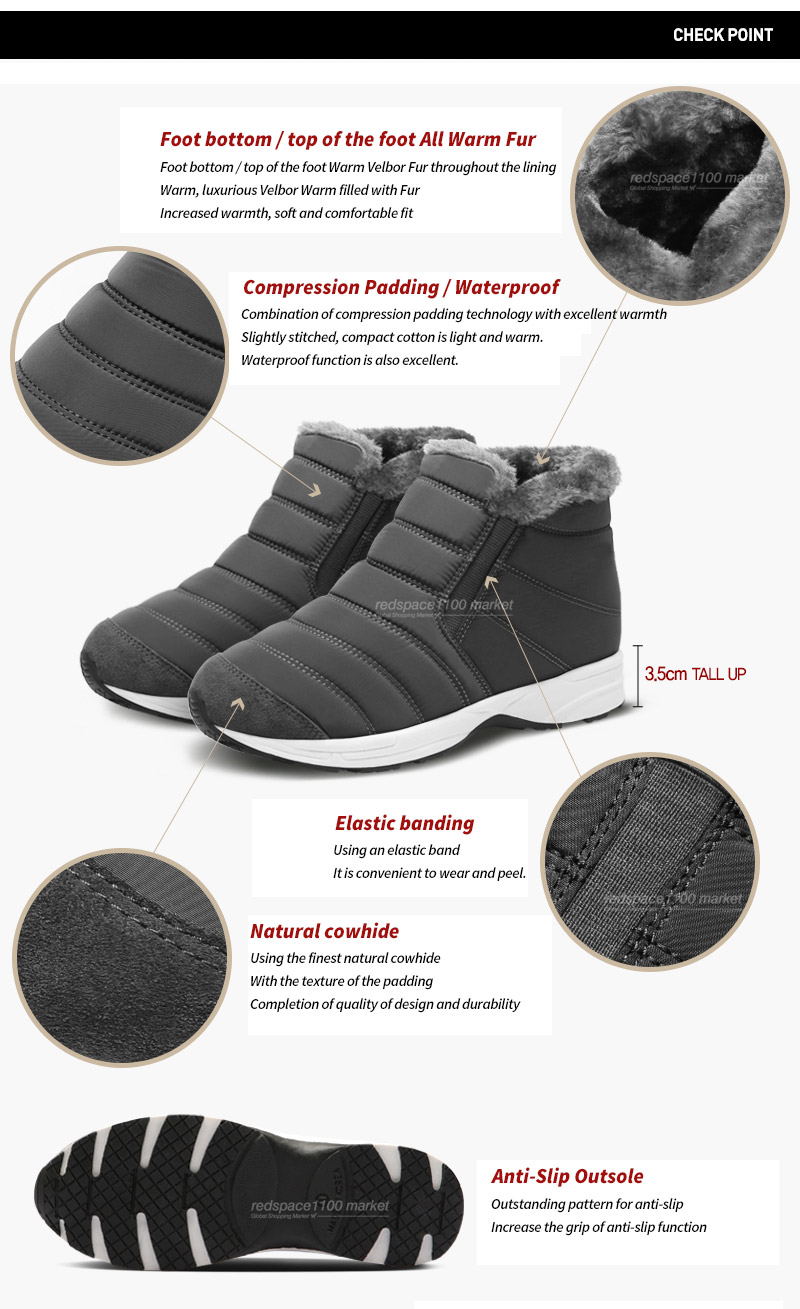 CHECK POINT
Foot bottom / top of the foot All Warm Fur
Foot bottom / top of the foot Warm Velbor Fur throughout the lining
Warm, luxurious Velbor Warm filled with Fur
Increased warmth, soft and comfortable fit
redspace1100 market
Global Shopping Market
Compression Padding / Waterproof
Combination of compression padding technology with excellent warmth
Slightly stitched, compact cotton is light and warm.
Waterproof function is also excellent.
redspace1100 market
Global Shopping Market
3.5cm TALL UP
Elastic banding
Using an elastic band
It is convenient to wear and peel.
redspace1100 market
Natural cowhide
Using the finest natural cowhide
With the texture of the padding
Completion of quality of design and durability
redspace1100 market
Global Shopping Market
Anti-Slip Outsole
Outstanding pattern for anti-slip
Increase the grip of anti-slip function